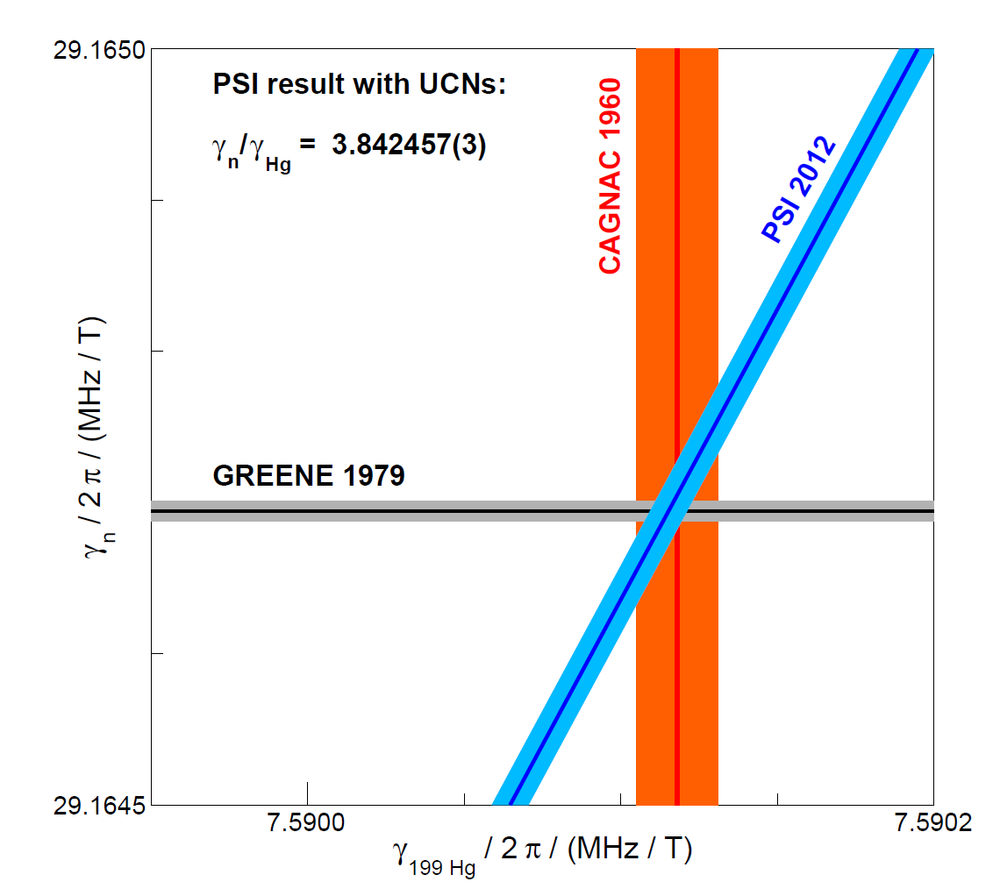 29.1650
PSI result with UCNs:
γn/γHg = 3.842457(3)
CAGNAC 1960
PSI 2012
γn / 2 π / (MHz / T)
GREENE 1979
29.1645
7.5900
7.5902
γ199 Hg / 2 π / (MHz / T)